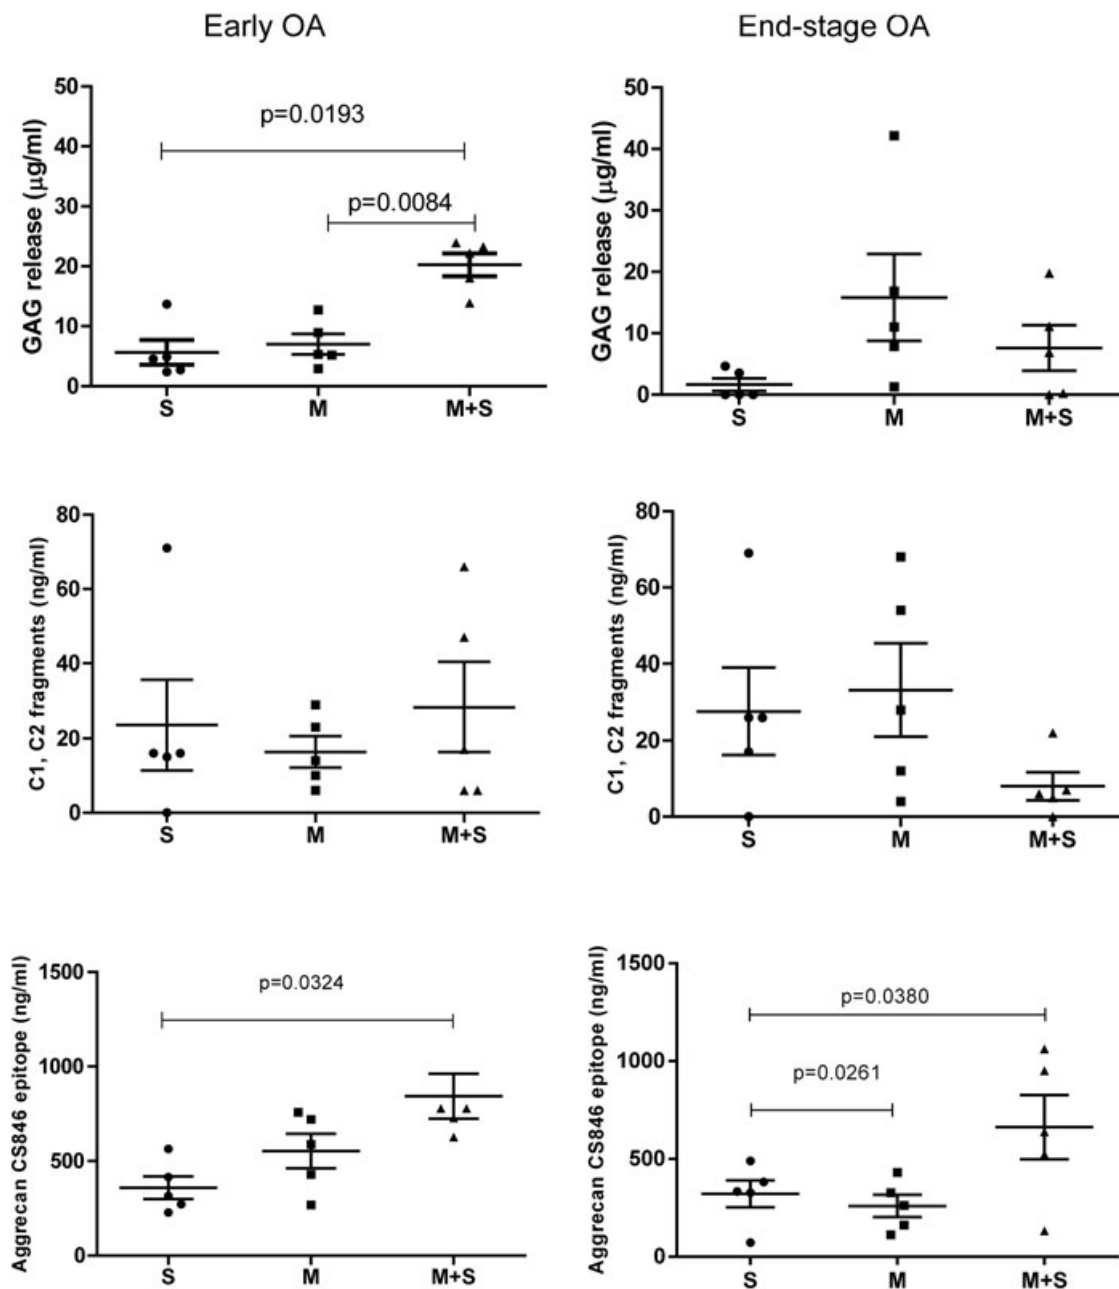 Early OA
End-stage OA
GAG release (μg/ml)
50
40
30
20
10
0
p=0.0193
p=0.0084
S
M
M+S
GAG release (μg/ml)
50
40
30
20
10
0
S
M
M+S
C1, C2 fragments (ng/ml)
80
60
40
20
0
S
M
M+S
C1, C2 fragments (ng/ml)
80
60
40
20
0
S
M
M+S
Aggrecan CS846 epitope (ng/ml)
1500
1000
500
0
p=0.0324
S
M
M+S
Aggrecan CS846 epitope (ng/ml)
1500
1000
500
0
p=0.0380
p=0.0261
S
M
M+S